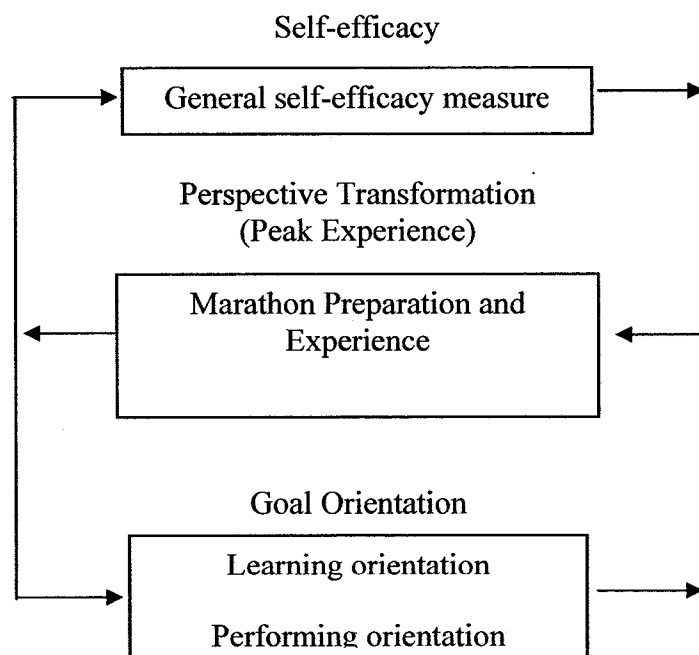 Self-efficacy
General self-efficacy measure
Perspective Transformation
(Peak Experience)
Marathon Preparation and
Experience
Goal Orientation
Learning orientation
Performing orientation